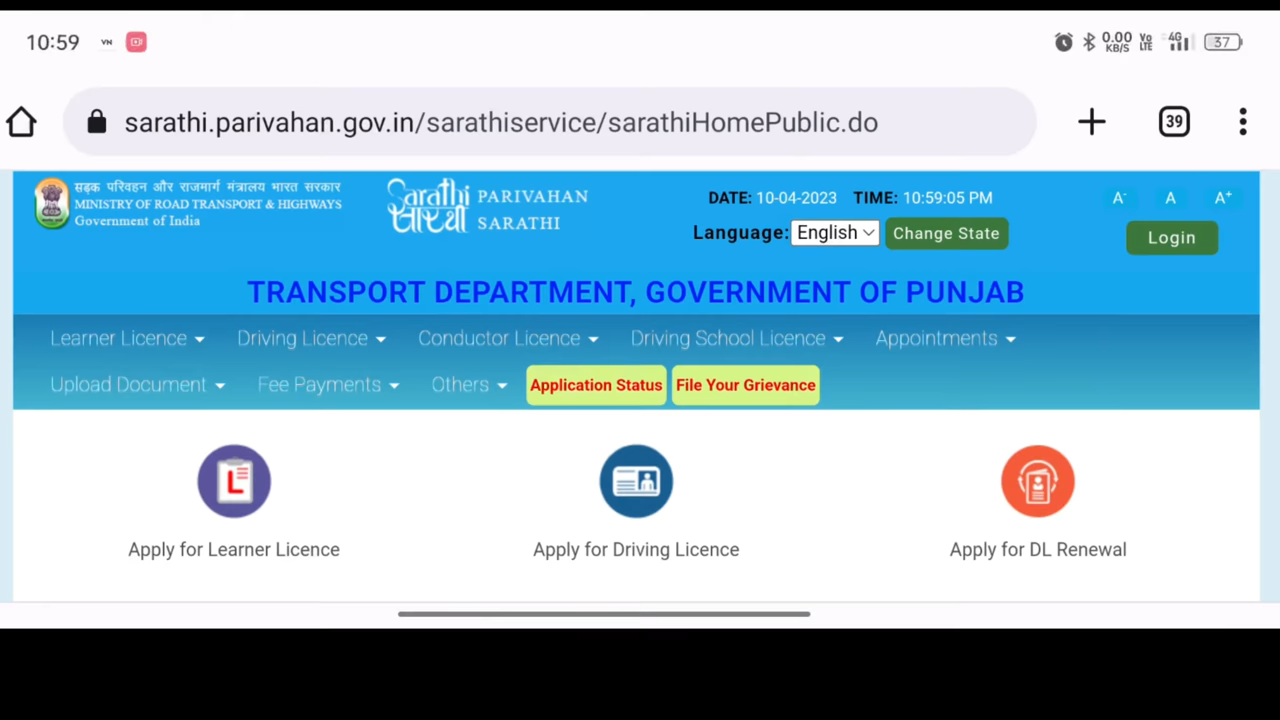 10:59 VN 0.00 KB/S Vo LTE 4G 37
sarathi.parivahan.gov.in/sarathiservice/sarathiHomePublic.do 39
सड़क परिवहन और राजमार्ग मंत्रालय भारत सरकार
MINISTRY OF ROAD TRANSPORT & HIGHWAYS
Government of India
Sarathi
सारथी
PARIVAHAN
SARATHI
DATE: 10-04-2023 TIME: 10:59:05 PM
A- A A+
Language: English Change State
Login
TRANSPORT DEPARTMENT, GOVERNMENT OF PUNJAB
Learner Licence Driving Licence Conductor Licence Driving School Licence Appointments
Upload Document Fee Payments Others Application Status File Your Grievance
L
Apply for Learner Licence Apply for Driving Licence Apply for DL Renewal